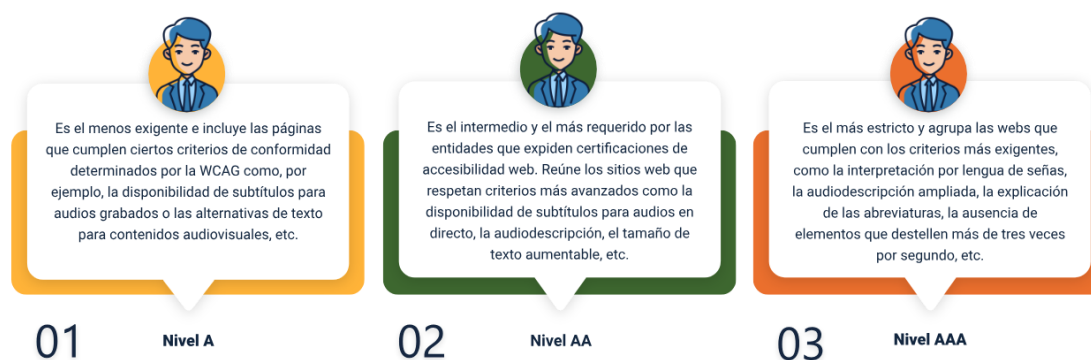 Es el menos exigente e incluye las páginas
que cumplen ciertos criterios de conformidad
determinados por la WCAG como, por
ejemplo, la disponibilidad de subtítulos para
audios grabados o las alternativas de texto
para contenidos audiovisuales, etc.
01
Nivel A
Es el intermedio y el más requerido por las
entidades que expiden certificaciones de
accesibilidad web. Reúne los sitios web que
respetan criterios más avanzados como la
disponibilidad de subtítulos para audios en
directo, la audiodescripción, el tamaño de
texto aumentable, etc.
02
Nivel AA
Es el más estricto y agrupa las webs que
cumplen con los criterios más exigentes,
como la interpretación por lengua de señas,
la audiodescripción ampliada, la explicación
de las abreviaturas, la ausencia de
elementos que destellen más de tres veces
por segundo, etc.
03
Nivel AAA